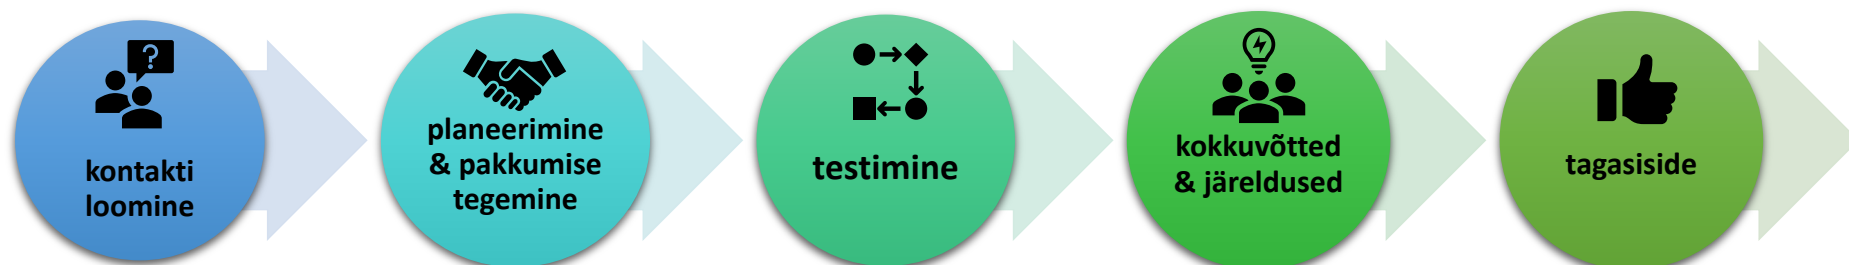 kontakti
loomine
planeerimine
& pakkumise
tegemine
testimine
kokkuvõtted
& järeldused
tagasiside